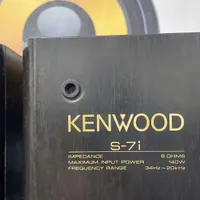 KENWOOD
S-7i
IMPEDANCE 6 OHMS
MAXIMUM INPUT POWER 140W
FREQUENCY RANGE 34Hz~20kHz